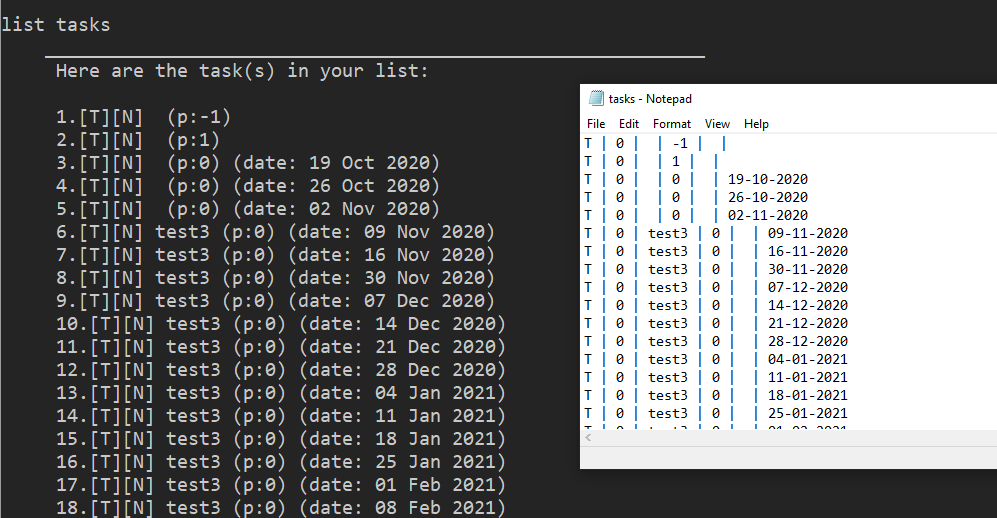 list tasks
Here are the task(s) in your list:
1.[T][N]  (p:-1)
2.[T][N]  (p:1)
3.[T][N]  (p:0) (date: 19 Oct 2020)
4.[T][N]  (p:0) (date: 26 Oct 2020)
5.[T][N]  (p:0) (date: 02 Nov 2020)
6.[T][N] test3 (p:0) (date: 09 Nov 2020)
7.[T][N] test3 (p:0) (date: 16 Nov 2020)
8.[T][N] test3 (p:0) (date: 30 Nov 2020)
9.[T][N] test3 (p:0) (date: 07 Dec 2020)
10.[T][N] test3 (p:0) (date: 14 Dec 2020)
11.[T][N] test3 (p:0) (date: 21 Dec 2020)
12.[T][N] test3 (p:0) (date: 28 Dec 2020)
13.[T][N] test3 (p:0) (date: 04 Jan 2021)
14.[T][N] test3 (p:0) (date: 11 Jan 2021)
15.[T][N] test3 (p:0) (date: 18 Jan 2021)
16.[T][N] test3 (p:0) (date: 25 Jan 2021)
17.[T][N] test3 (p:0) (date: 01 Feb 2021)
18.[T][N] test3 (p:0) (date: 08 Feb 2021)
tasks - Notepad
File Edit Format View Help
T | 0 |   | -1 |   |
T | 0 |   | 1 |   |
T | 0 |   | 0 |   | 19-10-2020
T | 0 |   | 0 |   | 26-10-2020
T | 0 |   | 0 |   | 02-11-2020
T | 0 | test3 | 0 |   | 09-11-2020
T | 0 | test3 | 0 |   | 16-11-2020
T | 0 | test3 | 0 |   | 30-11-2020
T | 0 | test3 | 0 |   | 07-12-2020
T | 0 | test3 | 0 |   | 14-12-2020
T | 0 | test3 | 0 |   | 21-12-2020
T | 0 | test3 | 0 |   | 28-12-2020
T | 0 | test3 | 0 |   | 04-01-2021
T | 0 | test3 | 0 |   | 11-01-2021
T | 0 | test3 | 0 |   | 18-01-2021
T | 0 | test3 | 0 |   | 25-01-2021